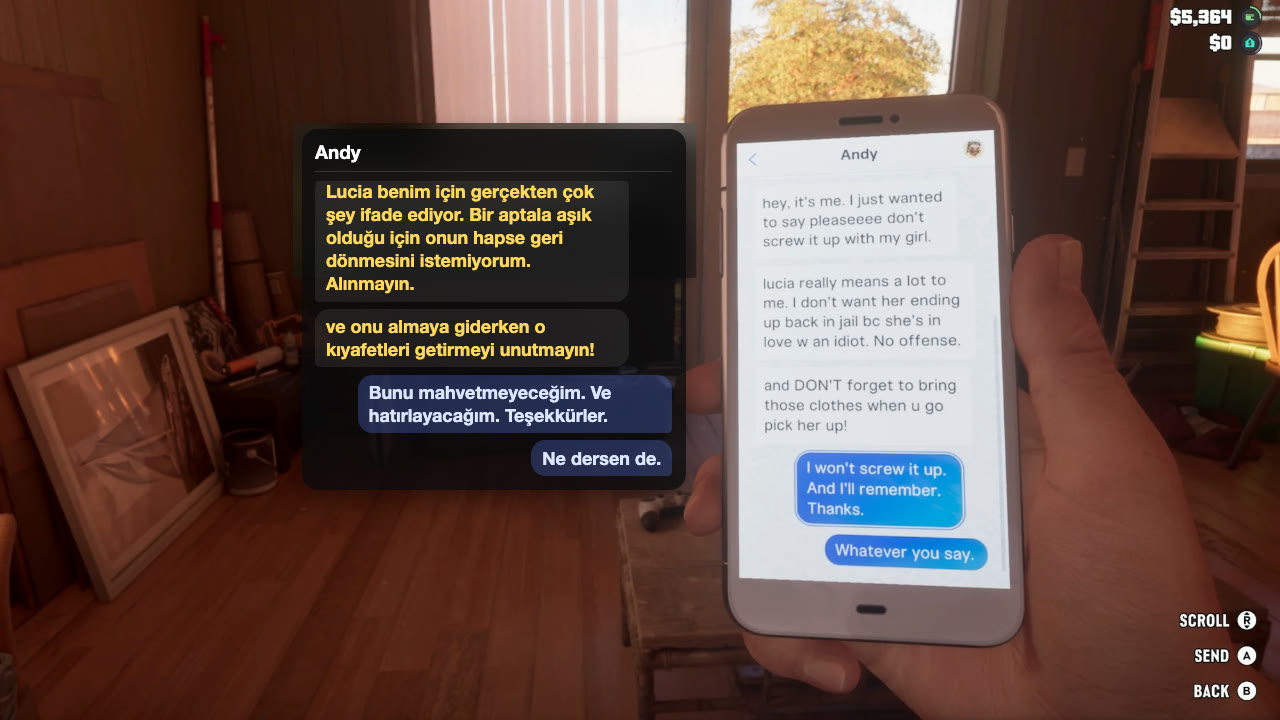 $5,364
$0
Andy
Lucia benim için gerçekten çok
şey ifade ediyor. Bir aptala aşık
olduğu için onun hapse geri
dönmesini istemiyorum.
Alınmayın.
ve onu almaya giderken o
kıyafetleri getirmeyi unutmayın!
Bunu mahvetmeyeceğim. Ve
hatırlayacağım. Teşekkürler.
Ne dersen de.
Andy
hey, it's me. I just wanted
to say pleaseeee don't
screw it up with my girl.
lucia really means a lot to
me. I don't want her ending
up back in jail bc she's in
love w an idiot. No offense.
and DON'T forget to bring
those clothes when u go
pick her up!
I won't screw it up.
And I'll remember.
Thanks.
Whatever you say.
SCROLL R
SEND A
BACK B